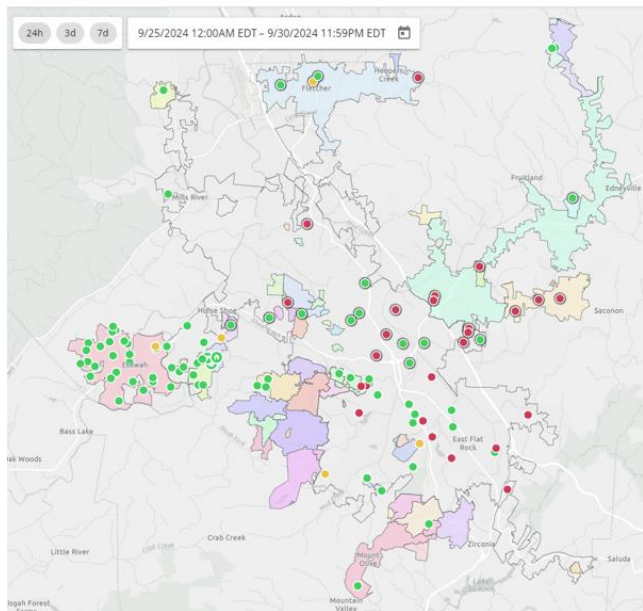 24h 3d 7d 9/25/2024 12:00AM EDT – 9/30/2024 11:59PM EDT
Hoopers
Creek
Fletcher
Fruitland
Edneyville
Mills River
Horse Shoe
Saconon
Etowah
Bass Lake
East Flat
Rock
oak Woods
Crab Creek
Little River
Zirconia
Saluda
Mount
Olive
Mountain
Valley
isgah Forest